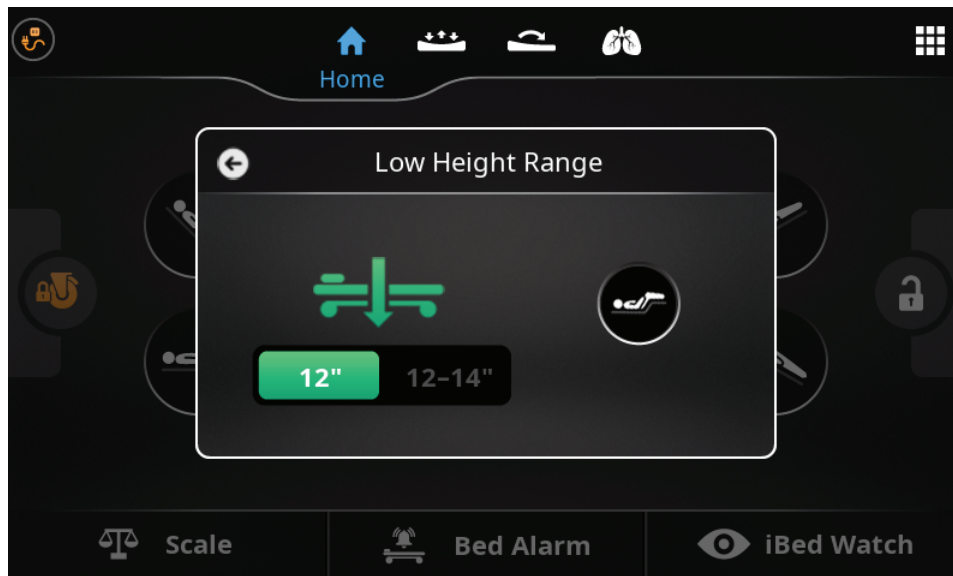 Home
Low Height Range
12"
12–14"
Scale
Bed Alarm
iBed Watch